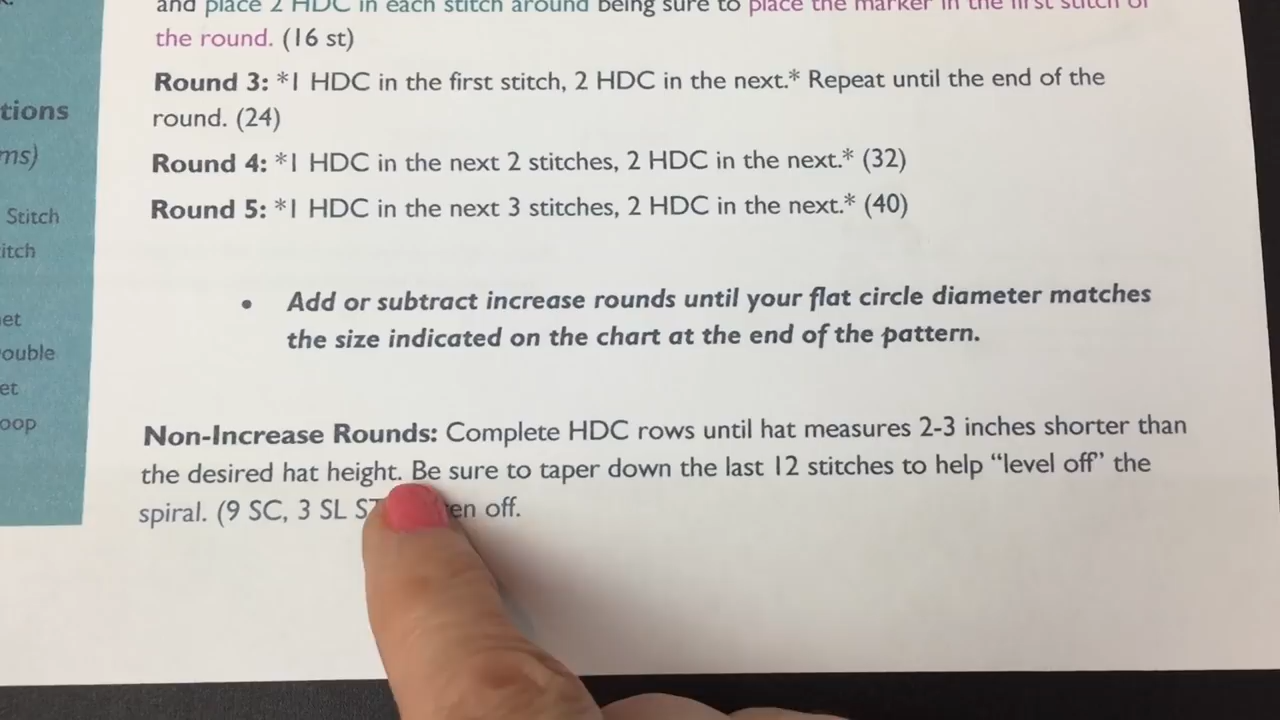 tions
ms)
Stitch
itch
et
ouble
et
oop
and place 2 HDC in each stitch around being sure to place the marker in the first stitch of
the round. (16 st)
Round 3: *1 HDC in the first stitch, 2 HDC in the next.* Repeat until the end of the
round. (24)
Round 4: *1 HDC in the next 2 stitches, 2 HDC in the next.* (32)
Round 5: *1 HDC in the next 3 stitches, 2 HDC in the next.* (40)
• Add or subtract increase rounds until your flat circle diameter matches
the size indicated on the chart at the end of the pattern.
Non-Increase Rounds: Complete HDC rows until hat measures 2-3 inches shorter than
the desired hat height. Be sure to taper down the last 12 stitches to help “level off’ the
spiral. (9 SC, 3 SL off.